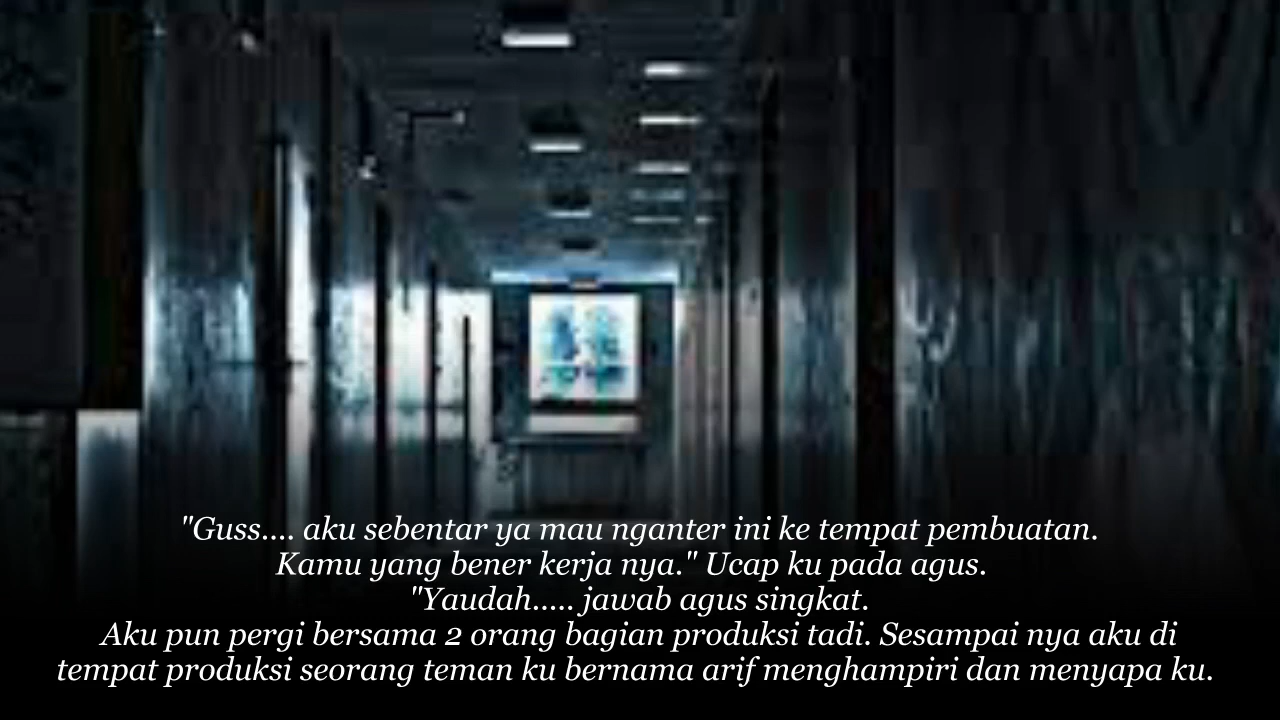 "Guss.... aku sebentar ya mau nganter ini ke tempat pembuatan.
Kamu yang bener kerja nya." Ucap ku pada agus.
"Yaudah..... jawab agus singkat.
Aku pun pergi bersama 2 orang bagian produksi tadi. Sesampai nya aku di
tempat produksi seorang teman ku bernama arif menghampiri dan menyapa ku.